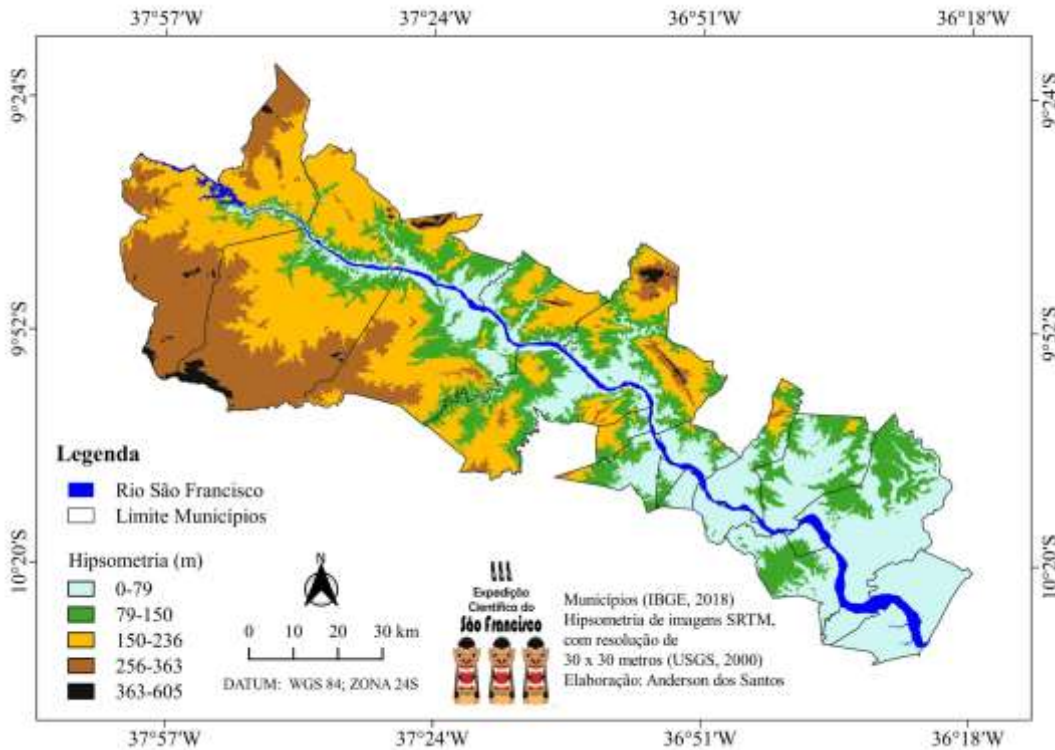 37°57'W 37°24'W 36°51'W 36°18'W
9°24'S 9°24'S
9°52'S 9°52'S
10°20'S 10°20'S
Legenda
Rio São Francisco
Limite Municípios
Hipsometria (m)
0-79
79-150
150-236
256-363
363-605
N
0 10 20 30 km
DATUM: WGS 84; ZONA 24S
Expedição
Científica do
São Francisco
Municípios (IBGE, 2018)
Hipsometria de imagens SRTM,
com resolução de
30 x 30 metros (USGS, 2000)
Elaboração: Anderson dos Santos
37°57'W 37°24'W 36°51'W 36°18'W